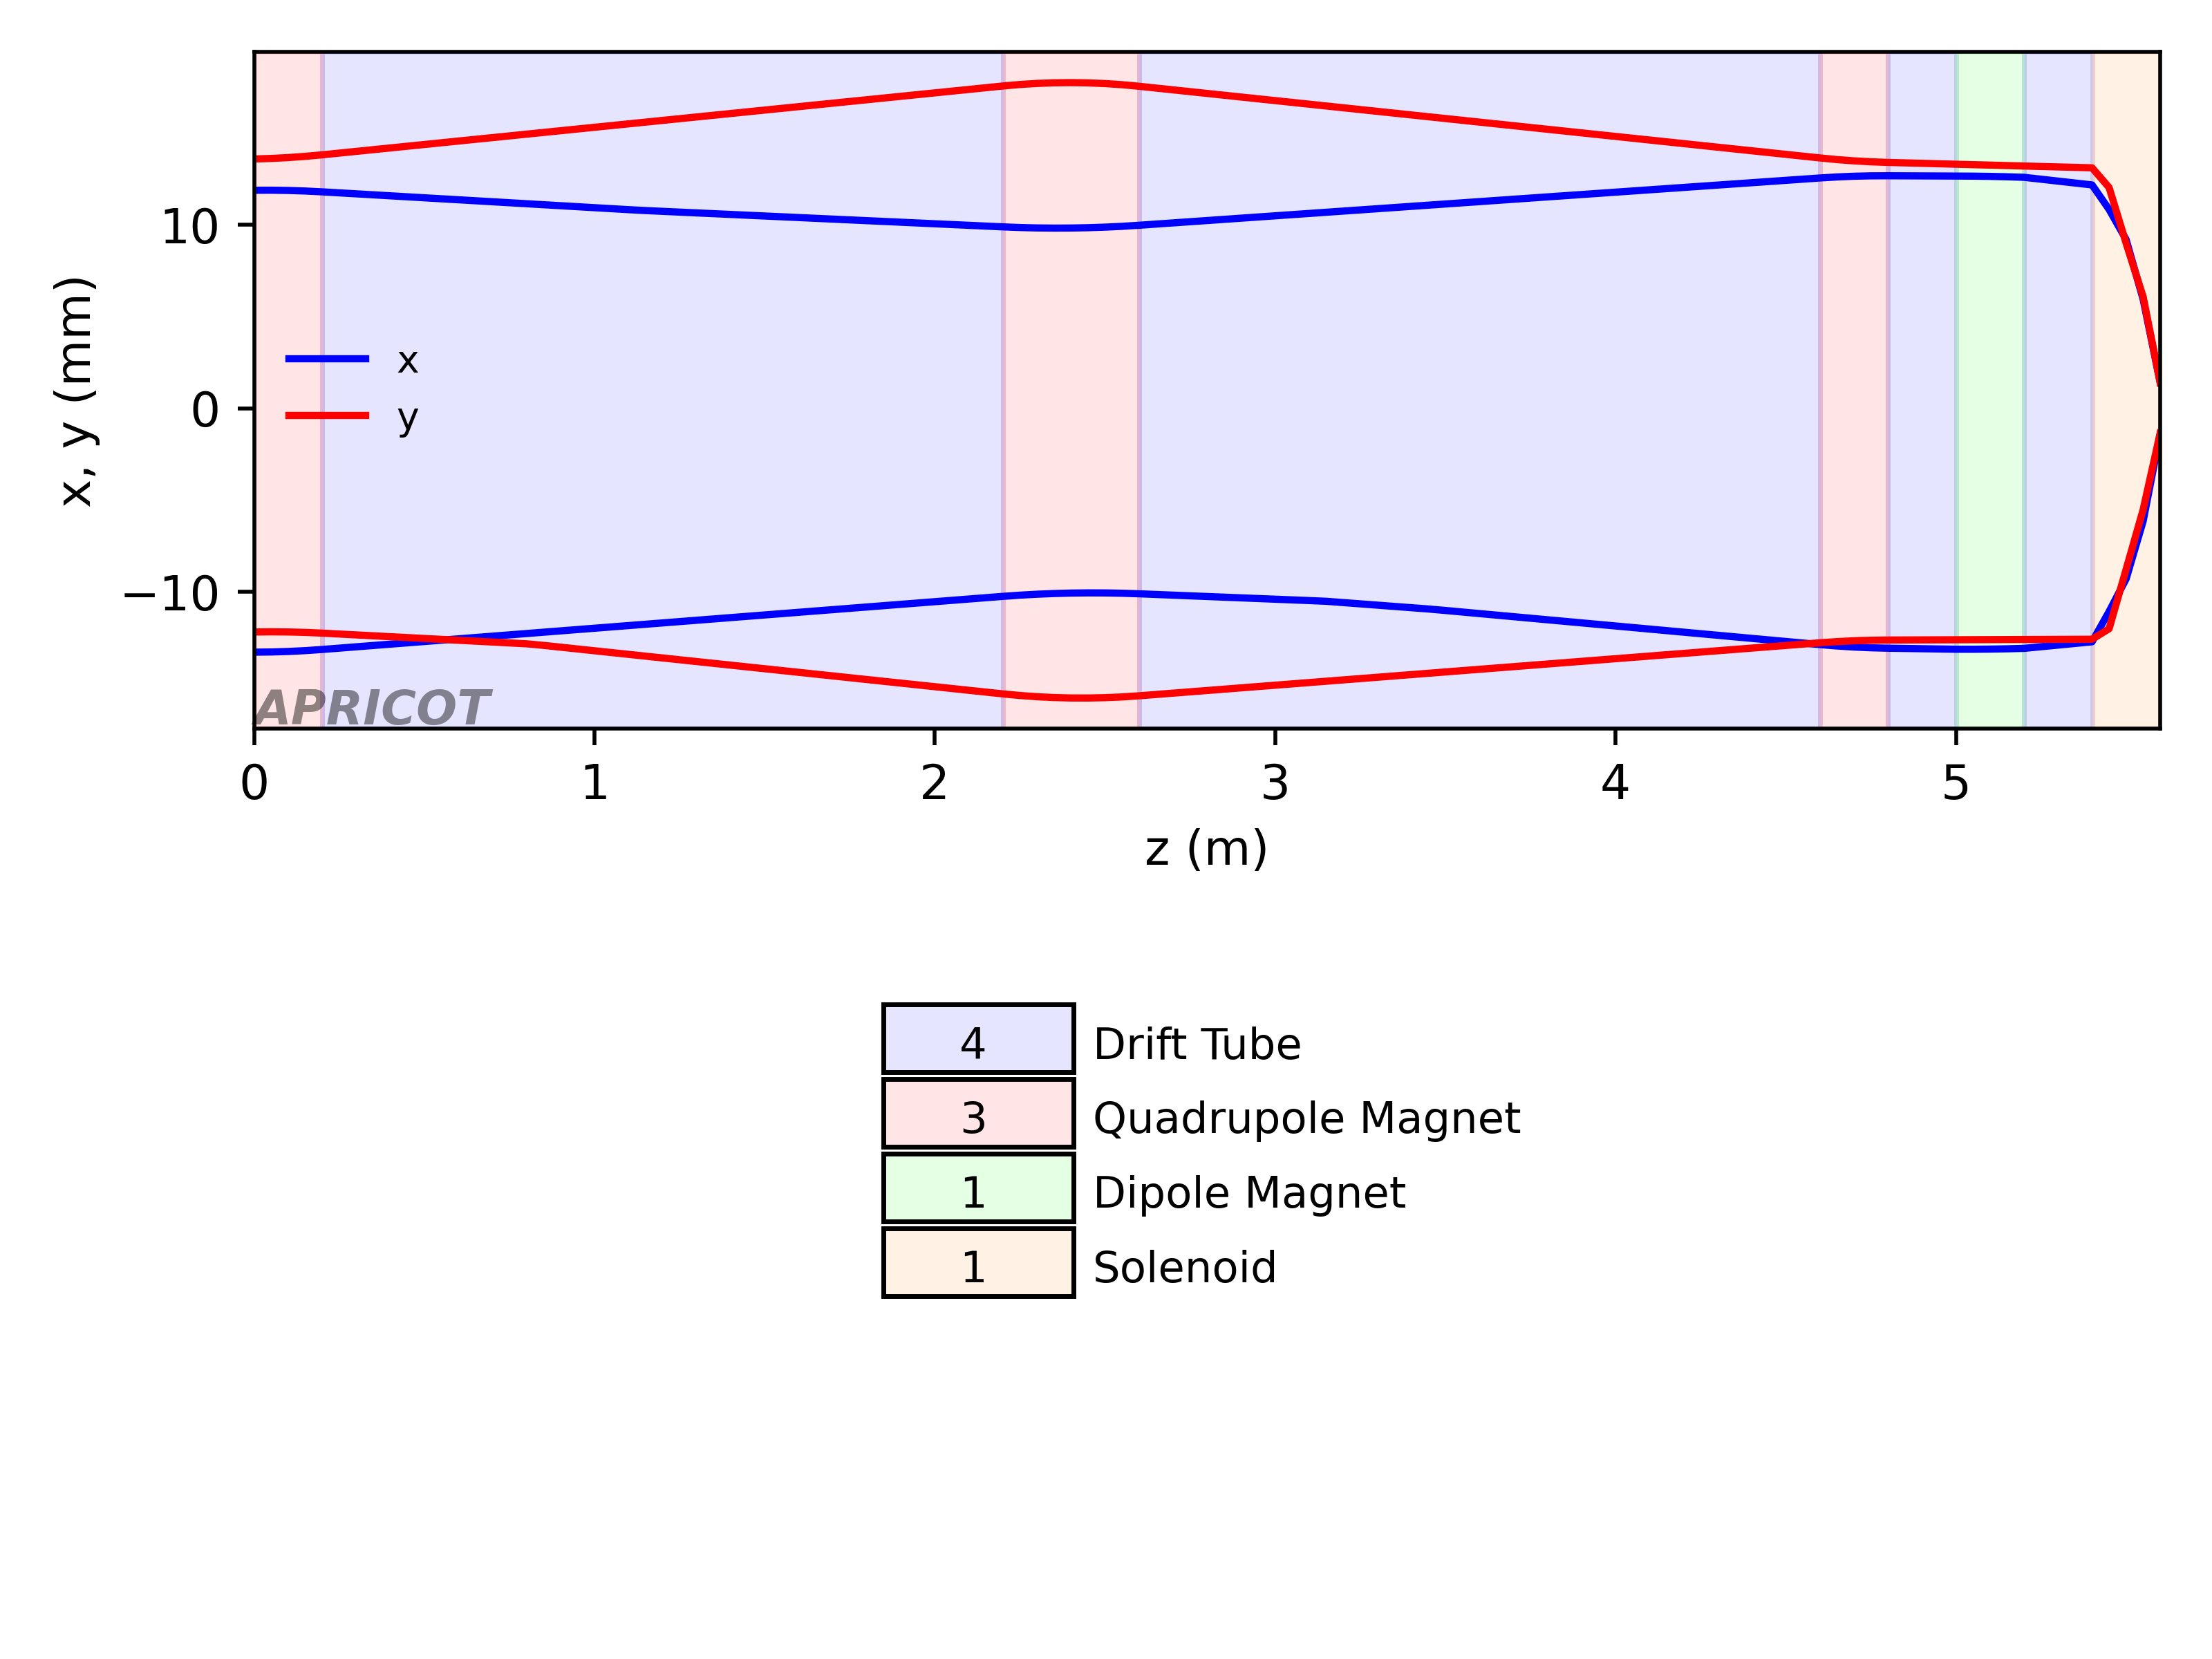 x, y (mm)
10
0
−10
x
y
APRICOT
0 1 2 3 4 5
z (m)
4 Drift Tube
3 Quadrupole Magnet
1 Dipole Magnet
1 Solenoid